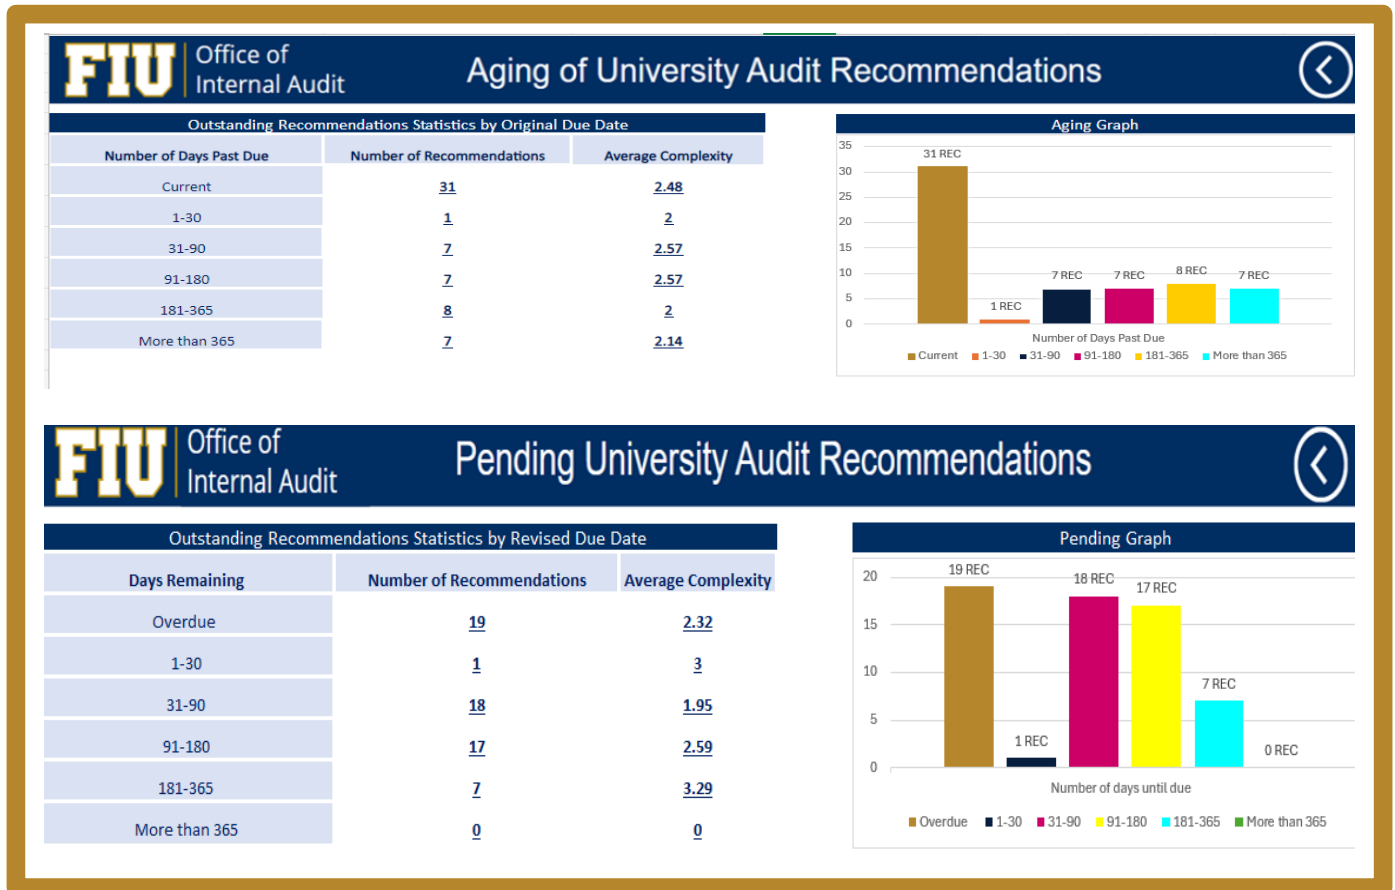 FIU Office of
Internal Audit
Aging of University Audit Recommendations
Outstanding Recommendations Statistics by Original Due Date
Number of Days Past Due Number of Recommendations Average Complexity
Current 31 2.48
1-30 1 2
31-90 7 2.57
91-180 7 2.57
181-365 8 2
More than 365 7 2.14
Aging Graph
35
30
25
20
15
10
5
0
31 REC
1 REC
7 REC
7 REC
8 REC
7 REC
Number of Days Past Due
Current 1-30 31-90 91-180 181-365 More than 365
FIU Office of
Internal Audit
Pending University Audit Recommendations
Outstanding Recommendations Statistics by Revised Due Date
Days Remaining Number of Recommendations Average Complexity
Overdue 19 2.32
1-30 1 3
31-90 18 1.95
91-180 17 2.59
181-365 7 3.29
More than 365 0 0
Pending Graph
20
15
10
5
0
19 REC
1 REC
18 REC
17 REC
7 REC
0 REC
Number of days until due
Overdue 1-30 31-90 91-180 181-365 More than 365